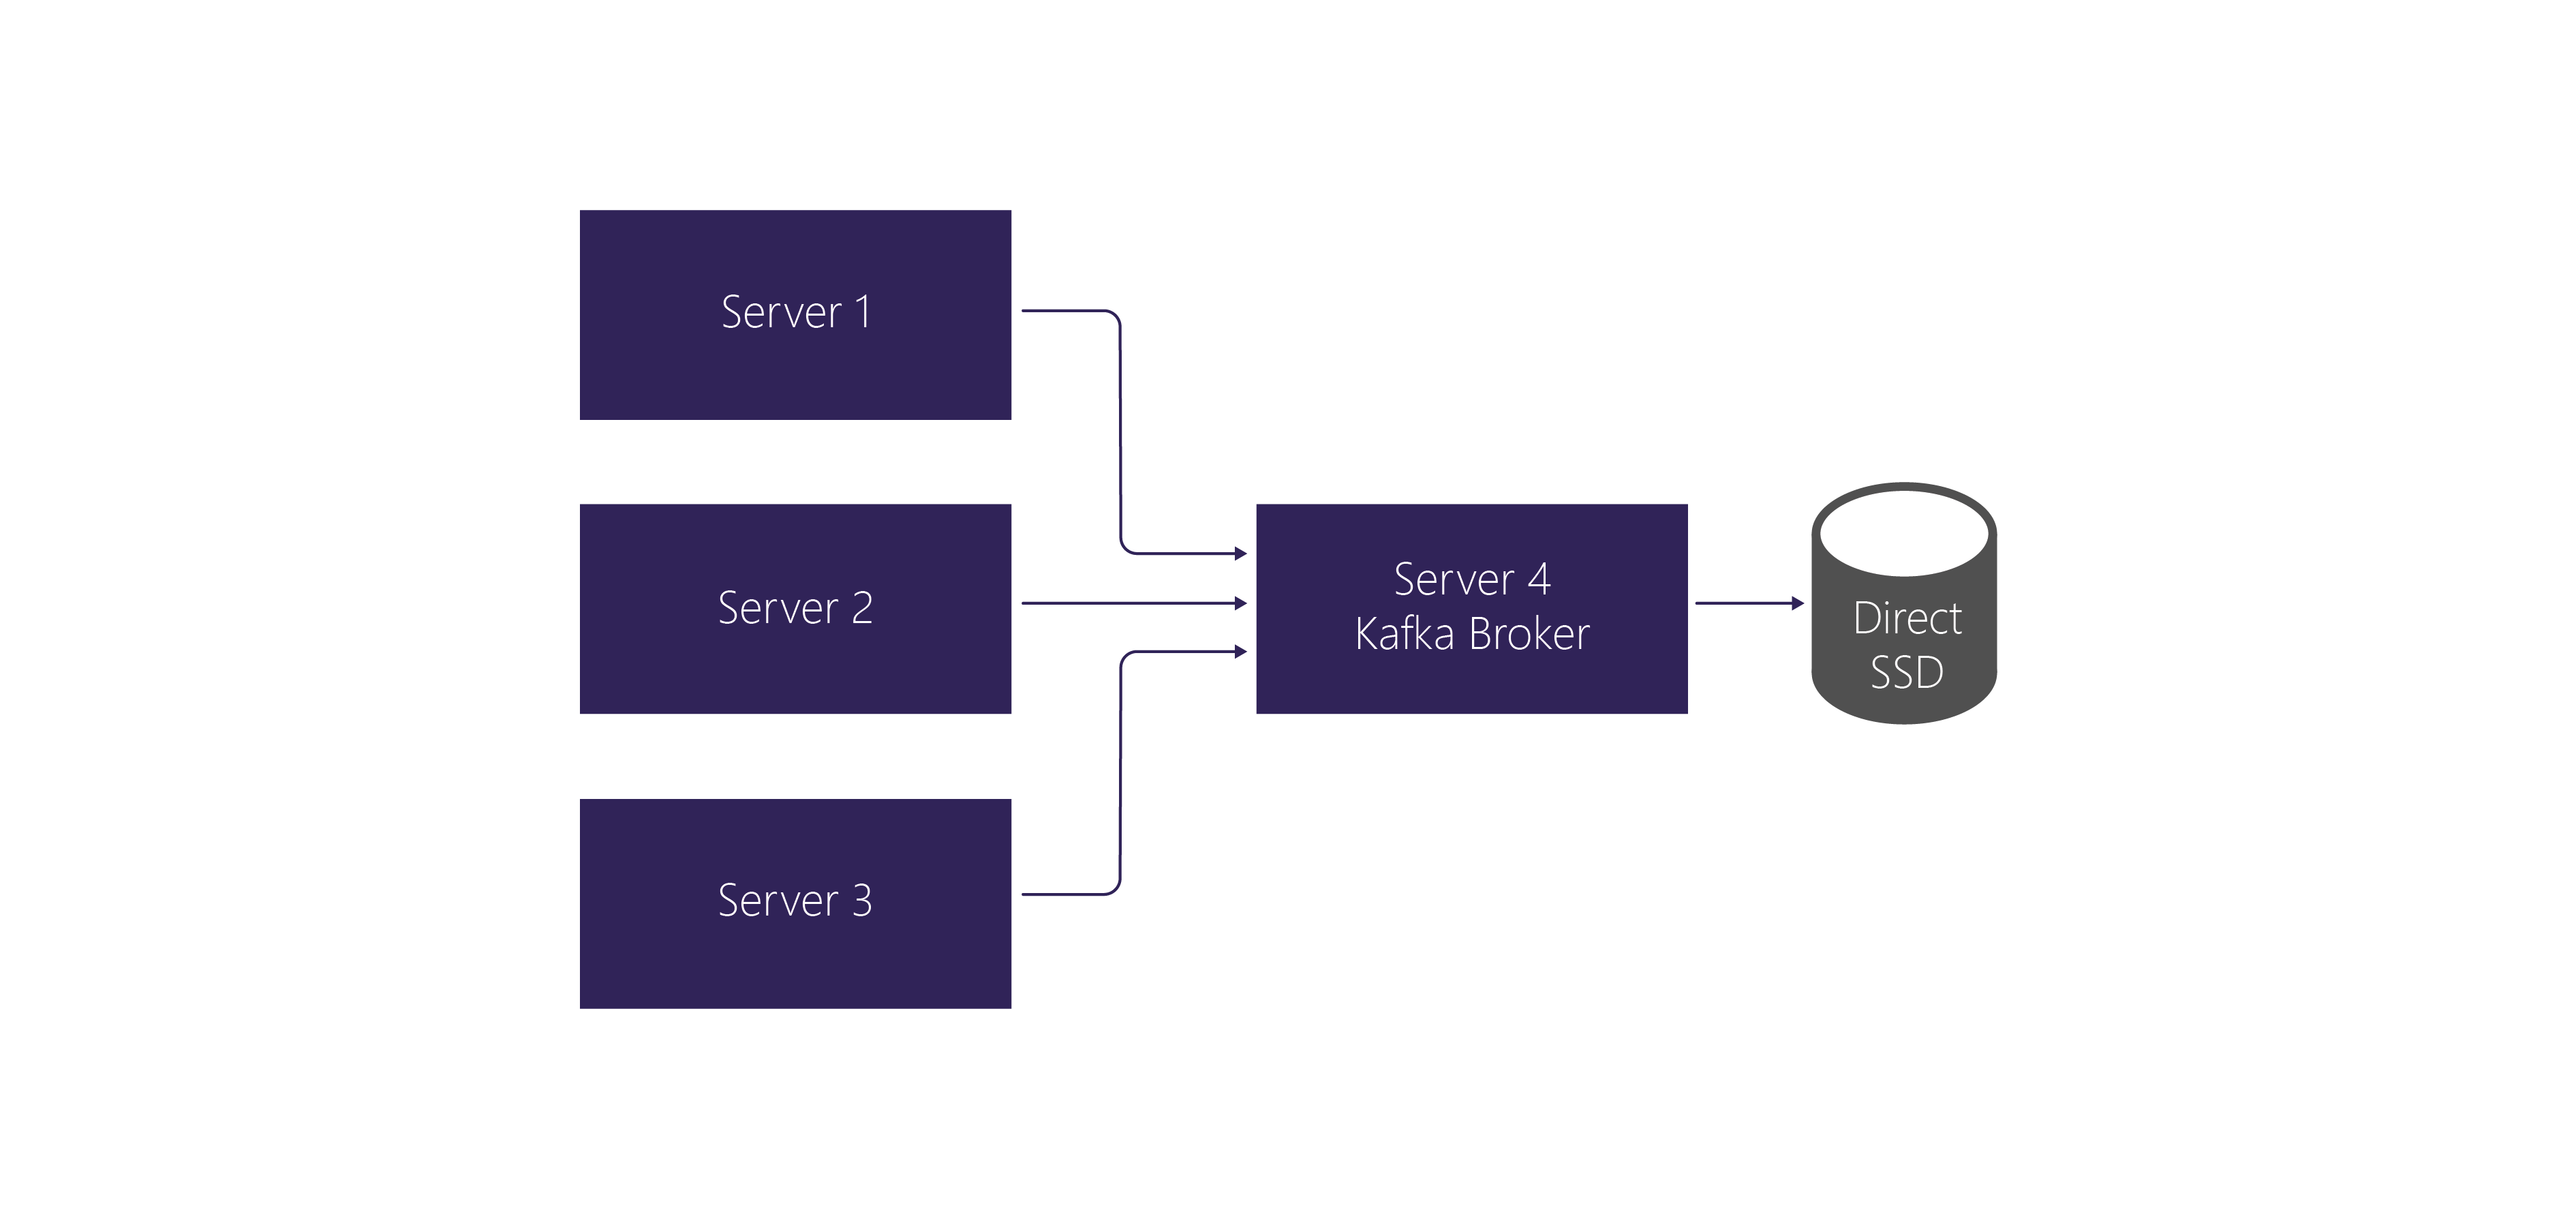 Server 1
Server 2
Server 3
Server 4
Kafka Broker
Direct
SSD